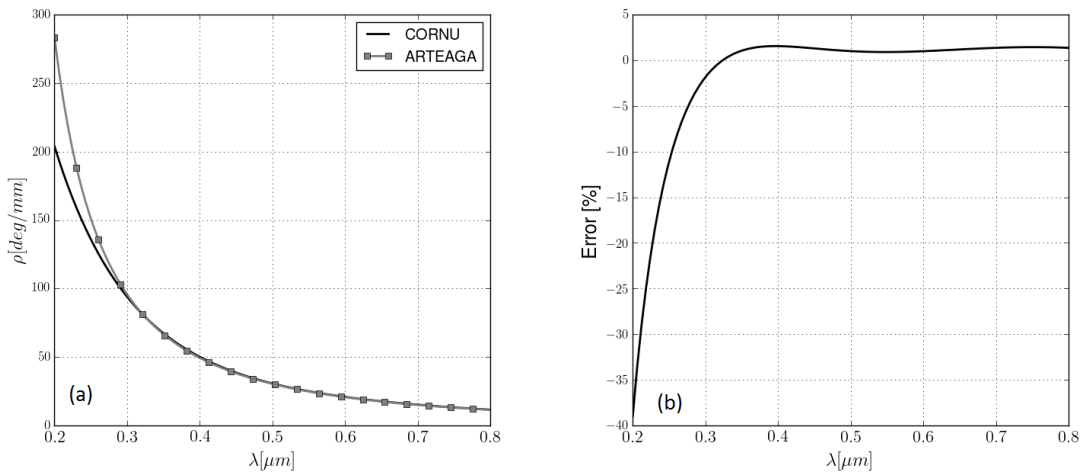 300
250
200
150
100
50
0
ρ[deg/mm]
CORNU
ARTEAGA
(a)
0.2 0.3 0.4 0.5 0.6 0.7 0.8
λ[μm]
5
0
−5
−10
−15
−20
−25
−30
−35
−40
Error [%]
(b)
0.2 0.3 0.4 0.5 0.6 0.7 0.8
λ[μm]